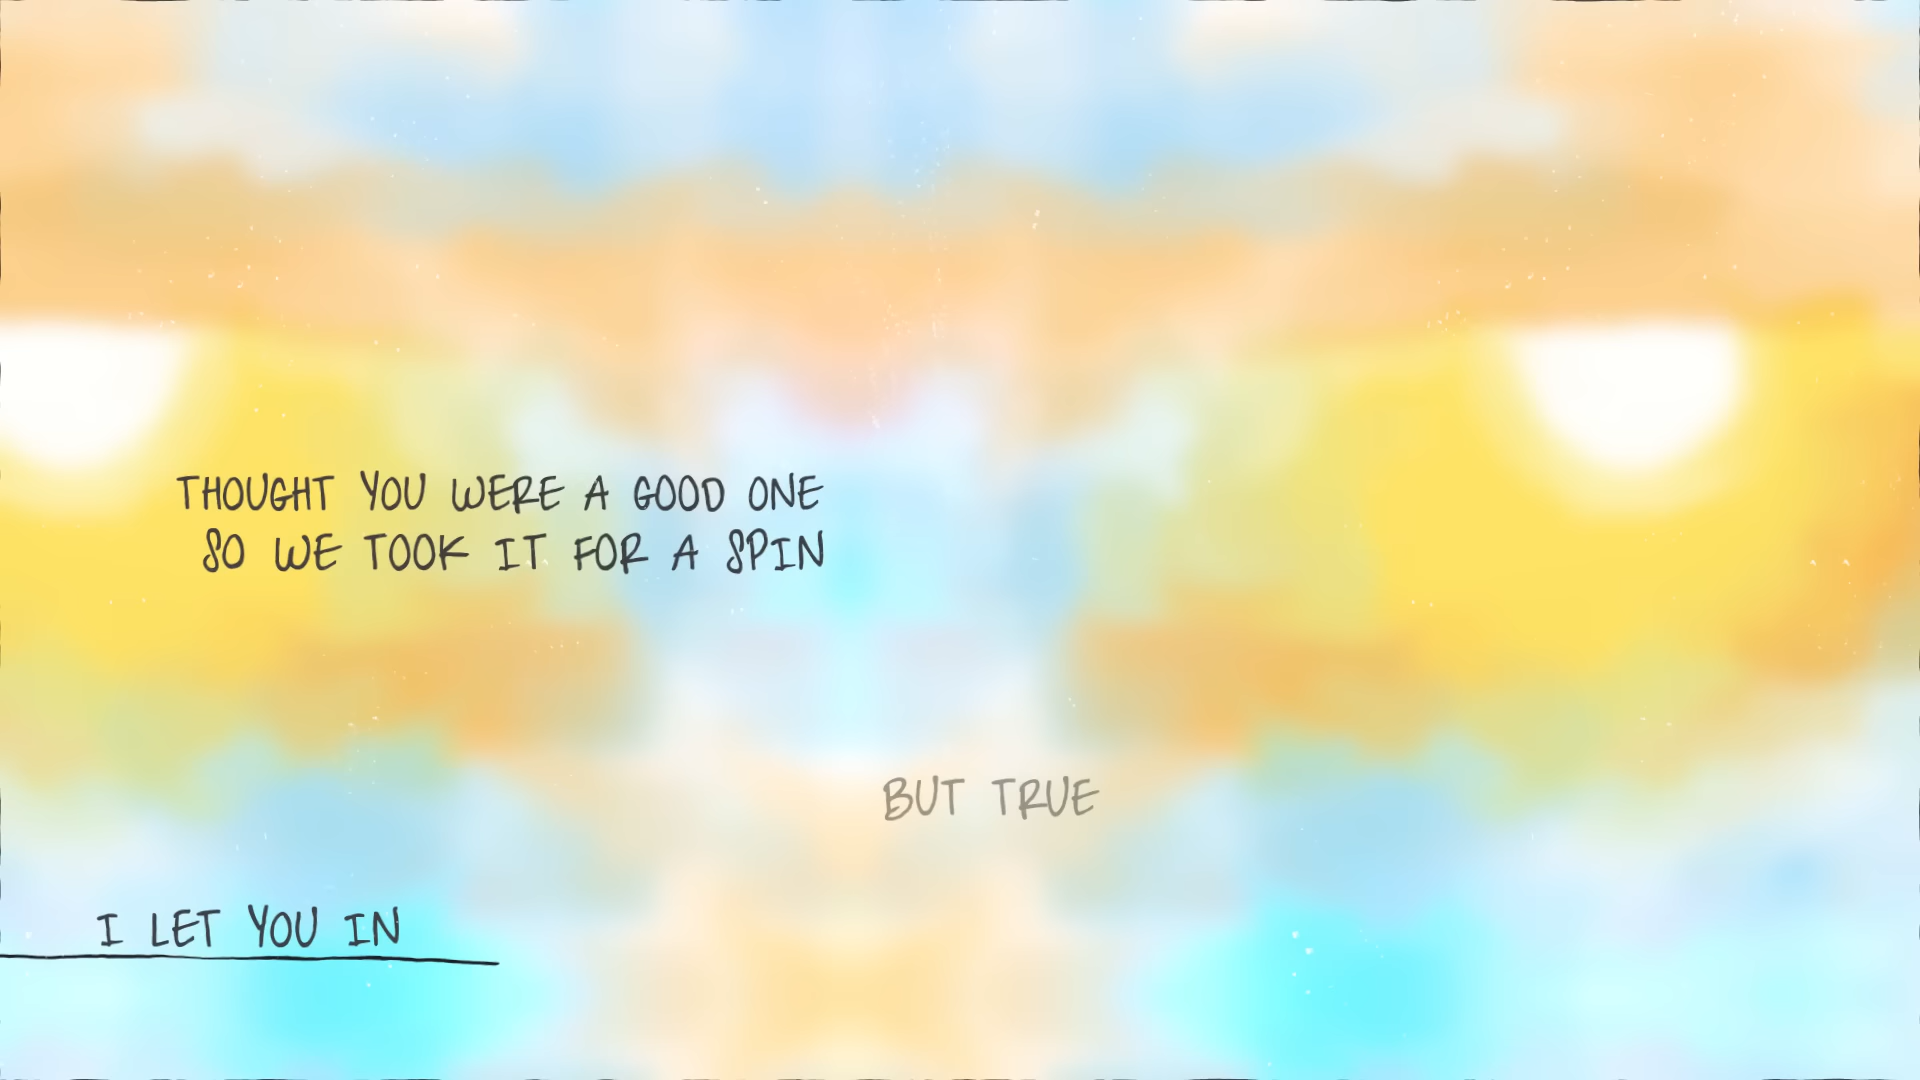 THOUGHT YOU WERE A GOOD ONE
SO WE TOOK IT FOR A SPIN
BUT TRUE
I LET YOU IN